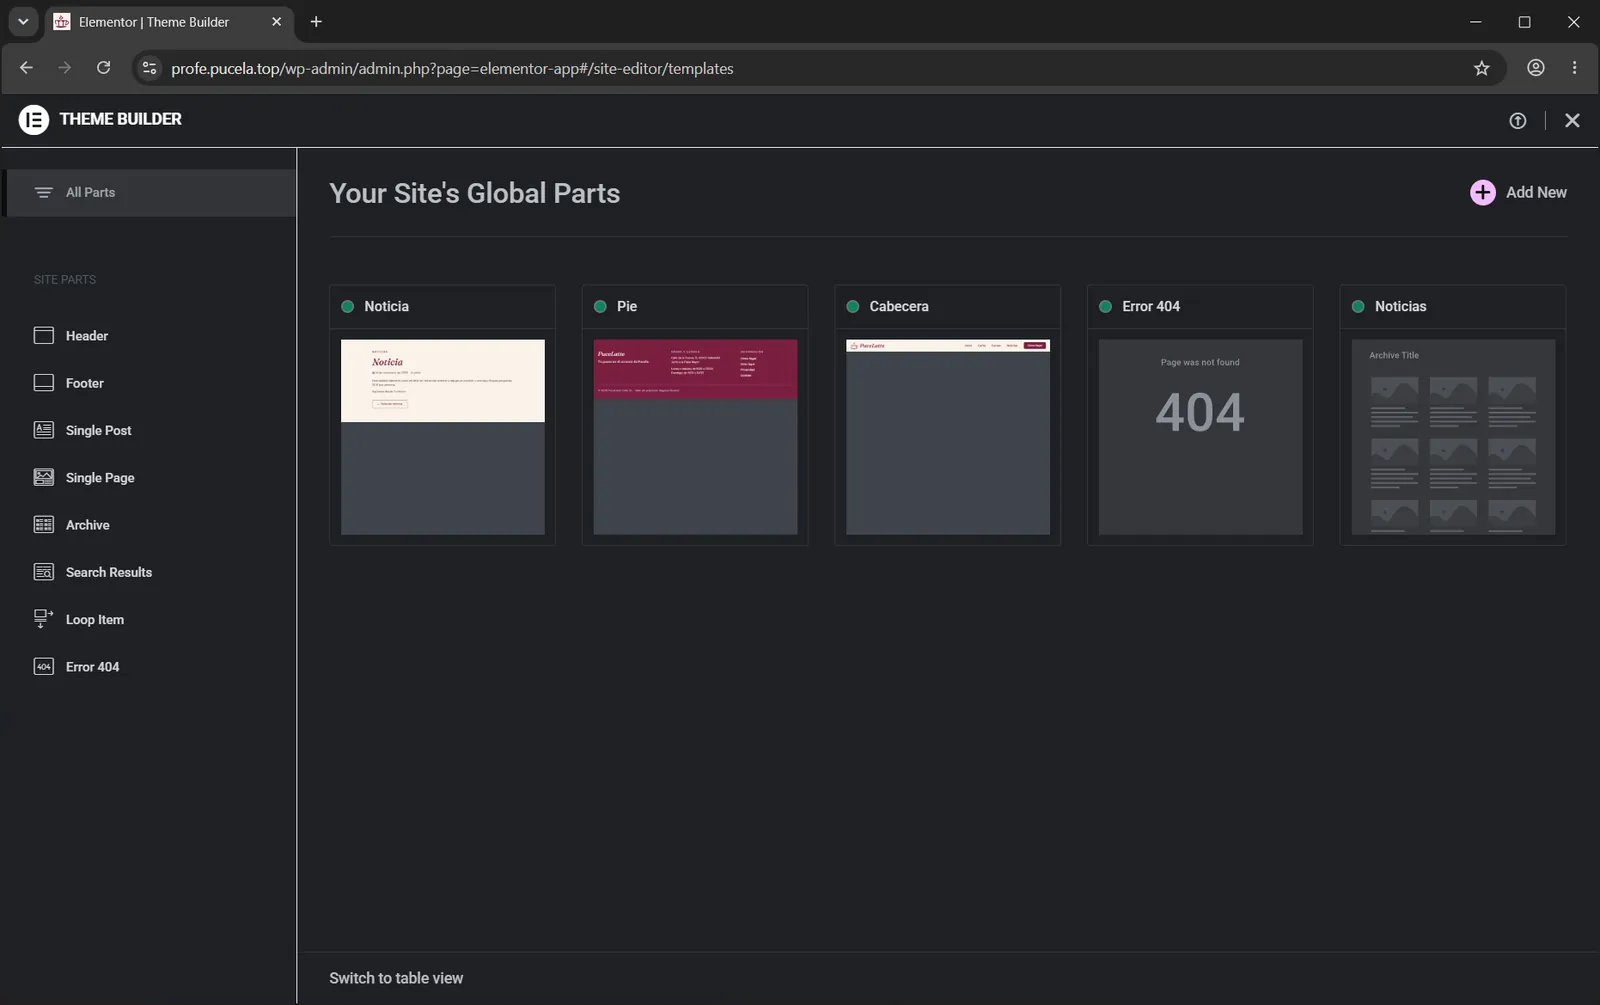 Elementor | Theme Builder
profe.pucela.top/wp-admin/admin.php?page=elementor-app#/site-editor/templates
THEME BUILDER
All Parts
SITE PARTS
Header
Footer
Single Post
Single Page
Archive
Search Results
Loop Item
404
Error 404
Your Site's Global Parts
Add New
Noticia
Noticia
Pie
PuceLatte
Cabecera
PuceLatte
Error 404
Page was not found
404
Noticias
Archive Title
Switch to table view